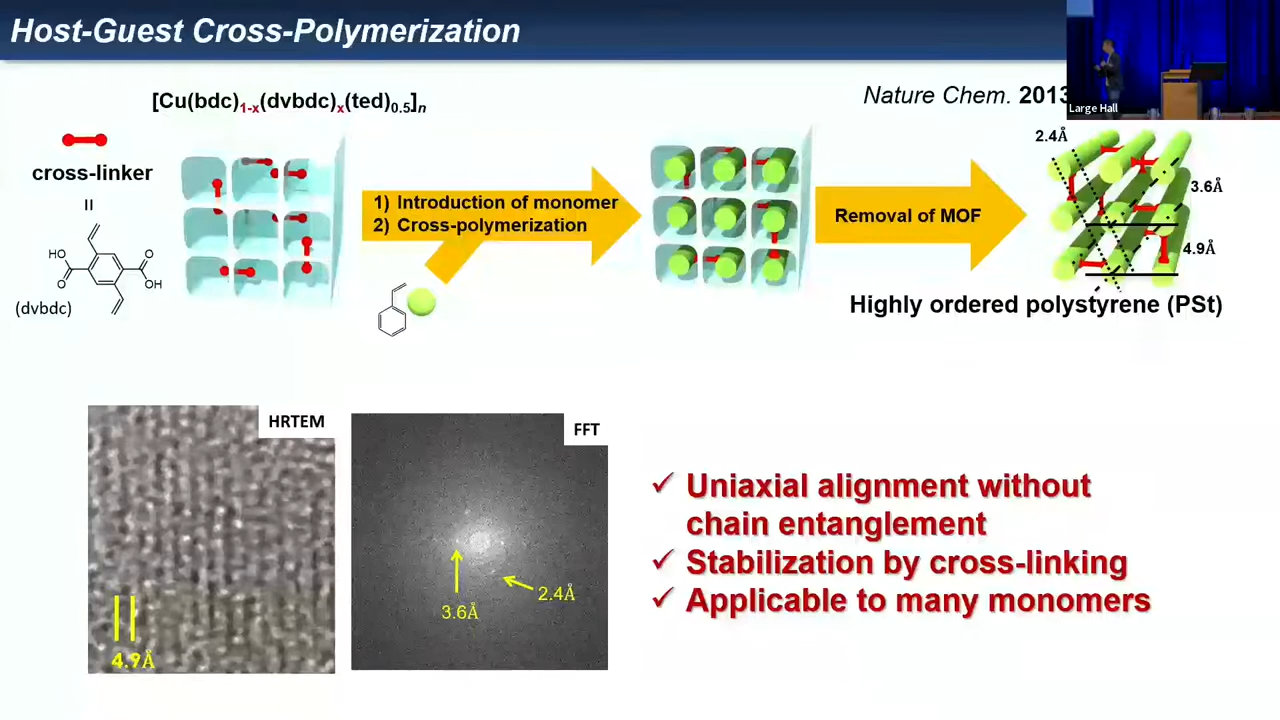 Host-Guest Cross-Polymerization
Large Hall
[Cu(bdc)1-x(dvbdc)x(ted)0.5]n
Nature Chem. 2013
cross-linker
=
HO
O
O
OH
(dvbdc)
1) Introduction of monomer
2) Cross-polymerization
Removal of MOF
2.4Å
3.6Å
4.9Å
Highly ordered polystyrene (PSt)
HRTEM
4.9Å
FFT
3.6Å
2.4Å
✓ Uniaxial alignment without
chain entanglement
✓ Stabilization by cross-linking
✓ Applicable to many monomers